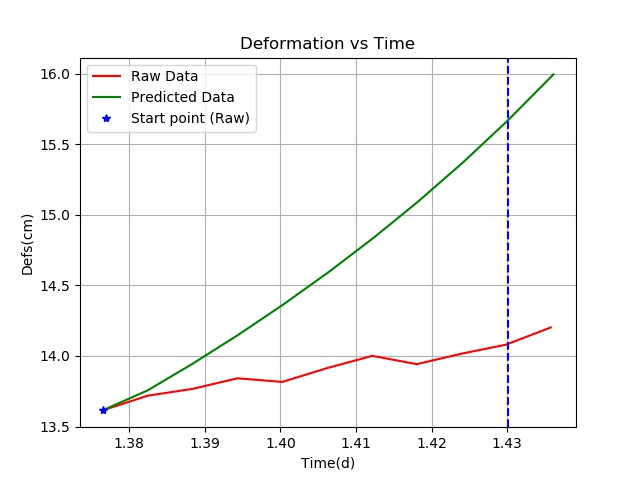 Deformation vs Time
Raw Data
Predicted Data
Start point (Raw)
Defs(cm)
16.0
15.5
15.0
14.5
14.0
13.5
1.38 1.39 1.40 1.41 1.42 1.43
Time(d)